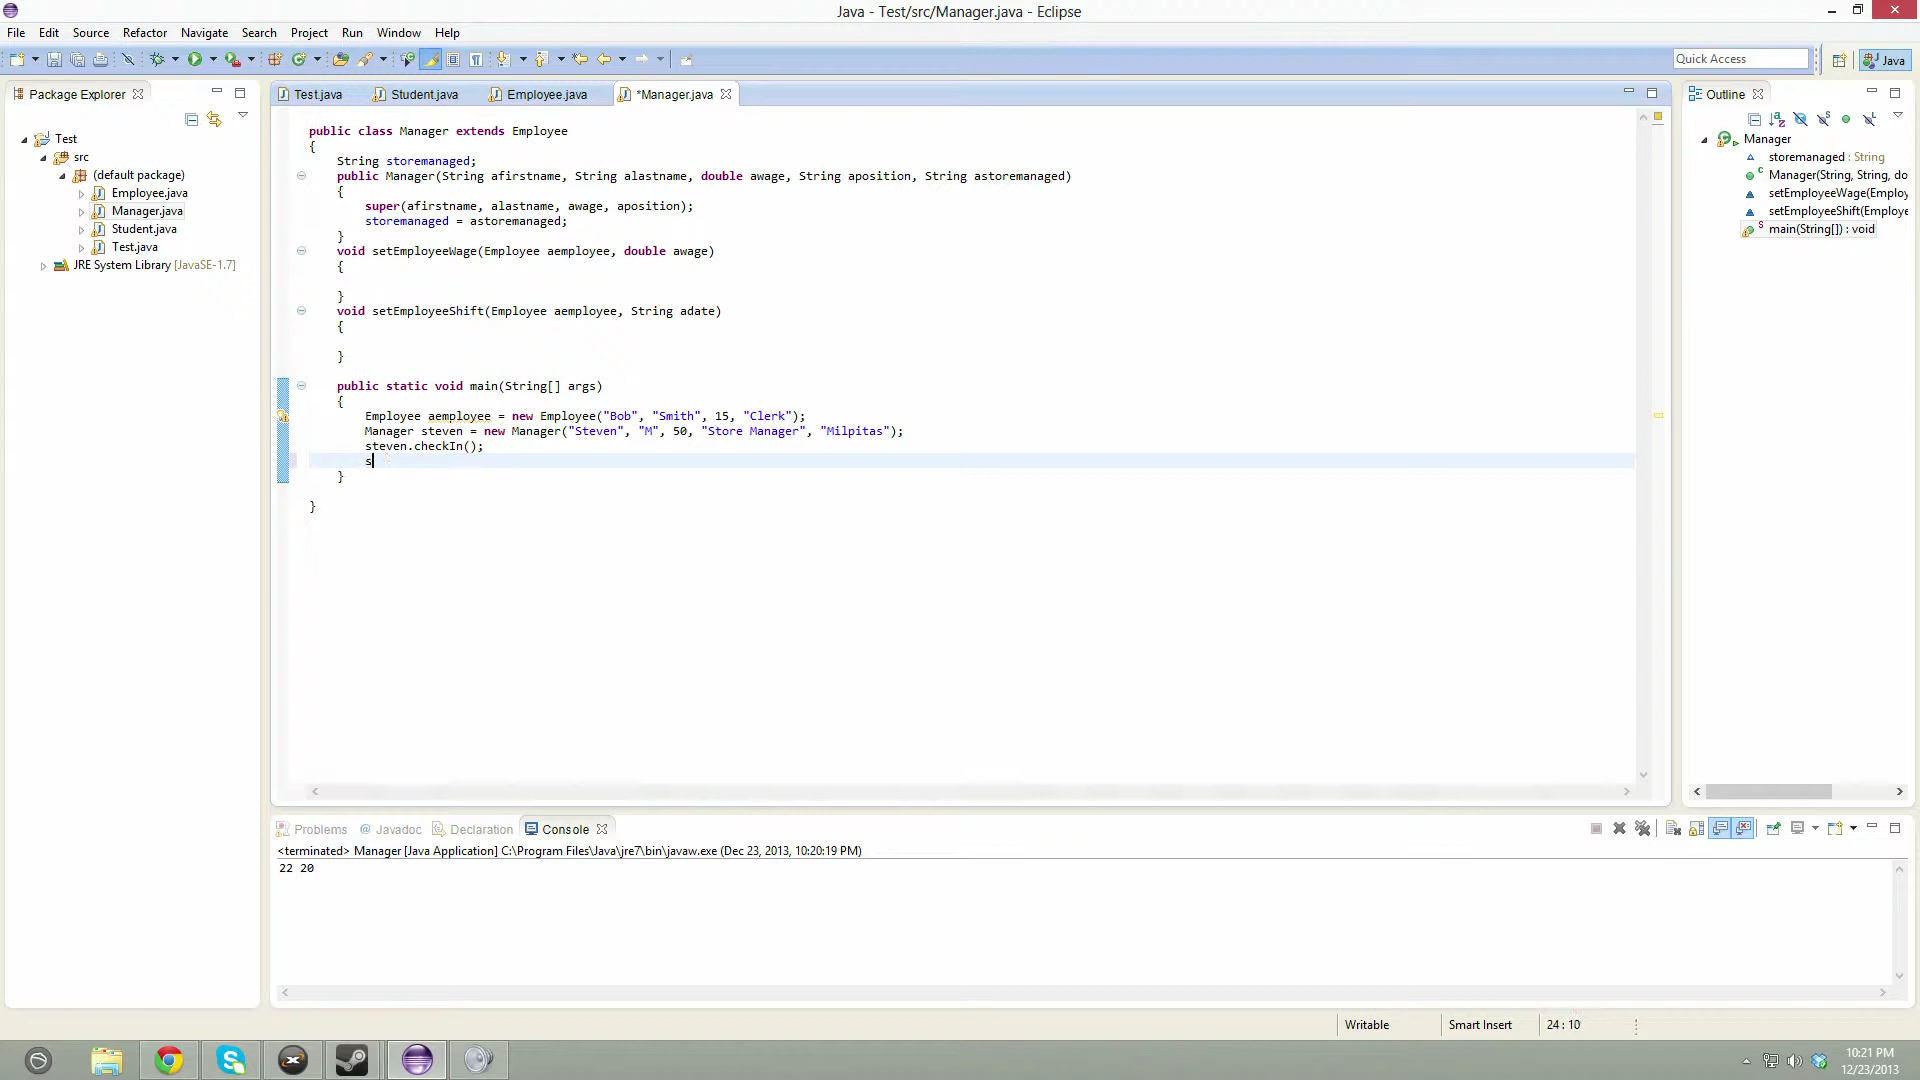 Java - Test/src/Manager.java - Eclipse
File Edit Source Refactor Navigate Search Project Run Window Help
Quick Access
Java
Package Explorer
Test.java Student.java Employee.java *Manager.java
Outline
Test
src
(default package)
Employee.java
Manager.java
Student.java
Test.java
JRE System Library [JavaSE-1.7]
public class Manager extends Employee
{
String storemanaged;
public Manager(String afirstname, String alastname, double awage, String aposition, String astoremanaged)
{
super(afirstname, alastname, awage, aposition);
storemanaged = astoremanaged;
}
void setEmployeeWage(Employee aemployee, double awage)
{
}
void setEmployeeShift(Employee aemployee, String adate)
{
}
public static void main(String[] args)
{
Employee aemployee = new Employee("Bob", "Smith", 15, "Clerk");
Manager steven = new Manager("Steven", "M", 50, "Store Manager", "Milpitas");
steven.checkIn();
s
}
}
Manager
storemanaged : String
Manager(String, String, do
setEmployeeWage(Employ
setEmployeeShift(Employe
main(String[]) : void
Problems @ Javadoc Declaration Console
<terminated> Manager [Java Application] C:\Program Files\Java\jre7\bin\javaw.exe (Dec 23, 2013, 10:20:19 PM)
22 20
Writable Smart Insert 24 : 10
10:21 PM
12/23/2013